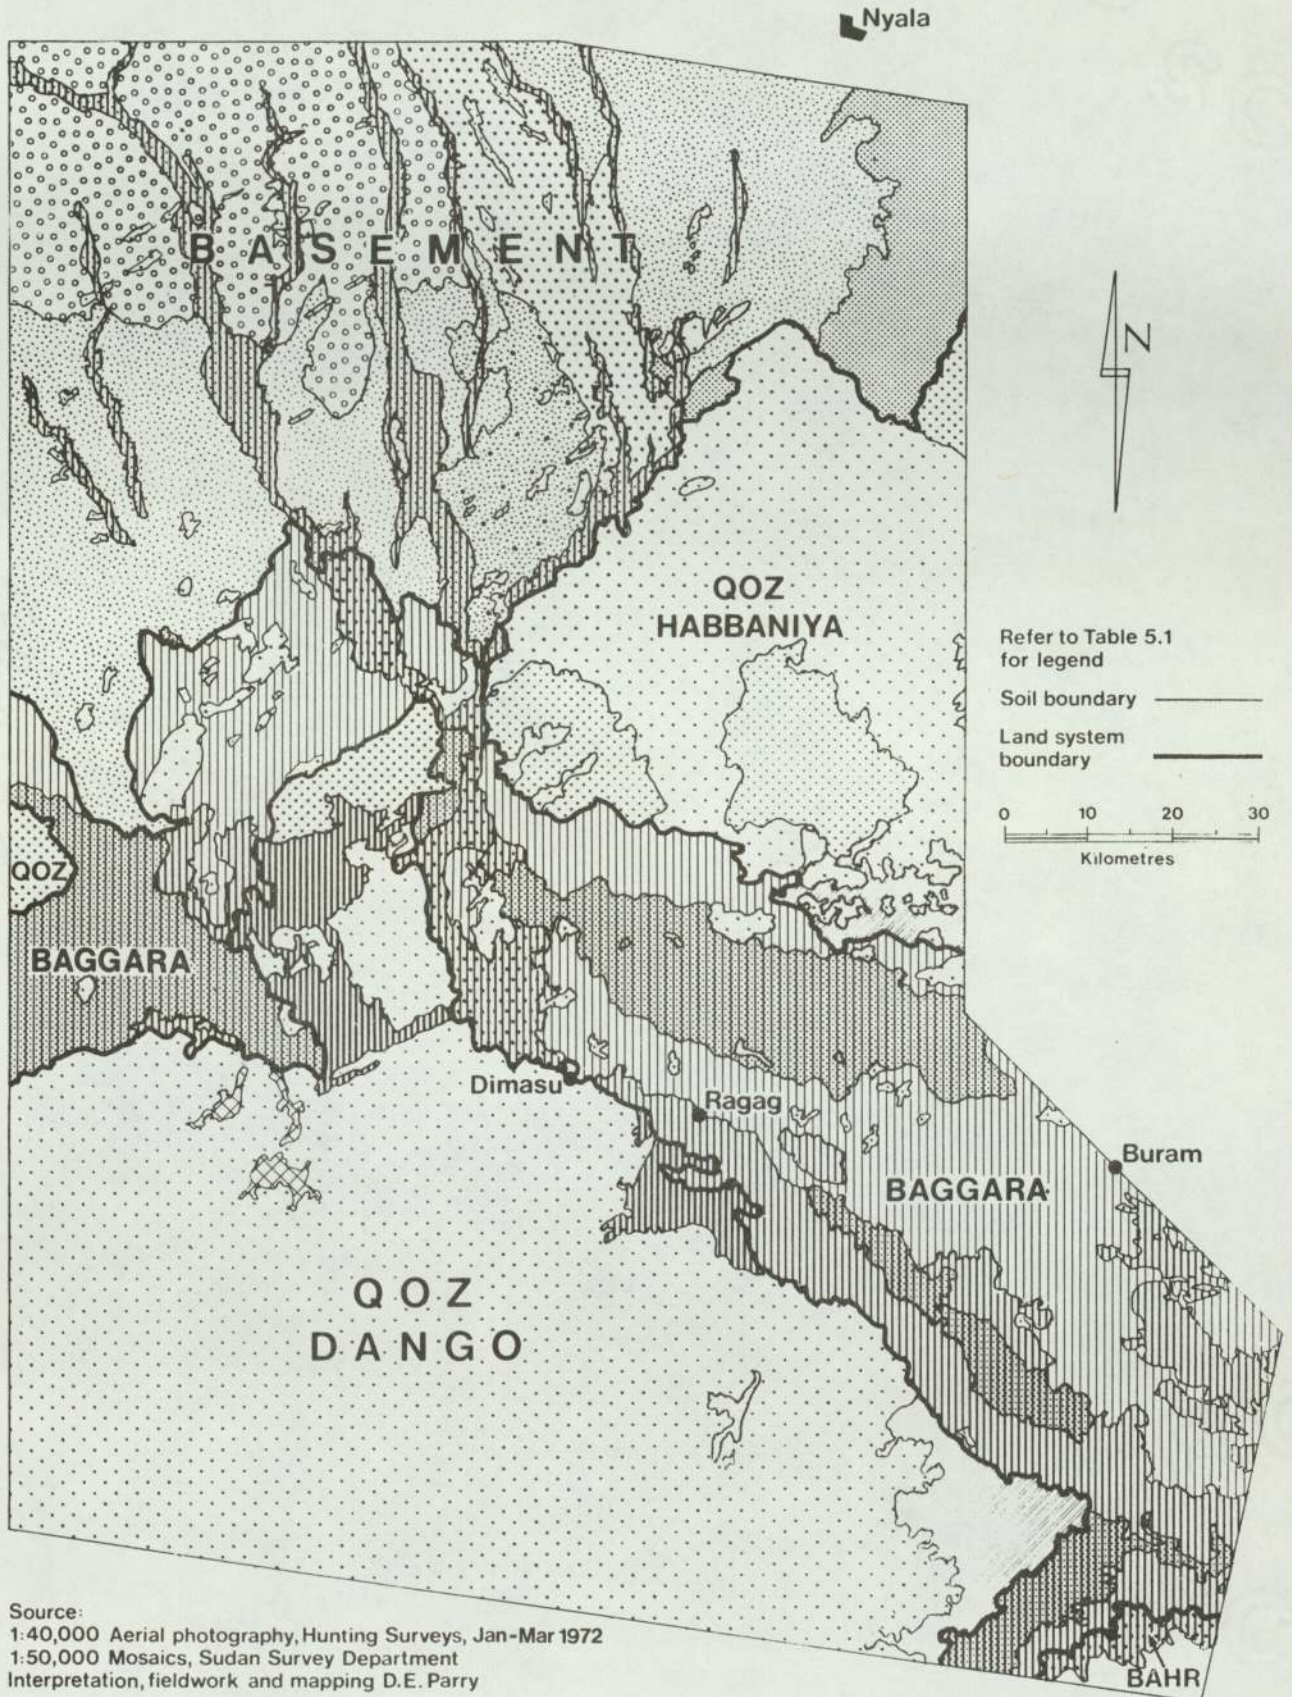 Nyala
BASEMENT
N
QOZ
HABBANIYA
Refer to Table 5.1
for legend
Soil boundary
Land system
boundary
0 10 20 30
Kilometres
QOZ
BAGGARA
Dimasu
Ragag
Buram
BAGGARA
QOZ
DANGO
Source:
1:40,000 Aerial photography, Hunting Surveys, Jan-Mar 1972
1:50,000 Mosaics, Sudan Survey Department
Interpretation, fieldwork and mapping D.E. Parry
BAHR